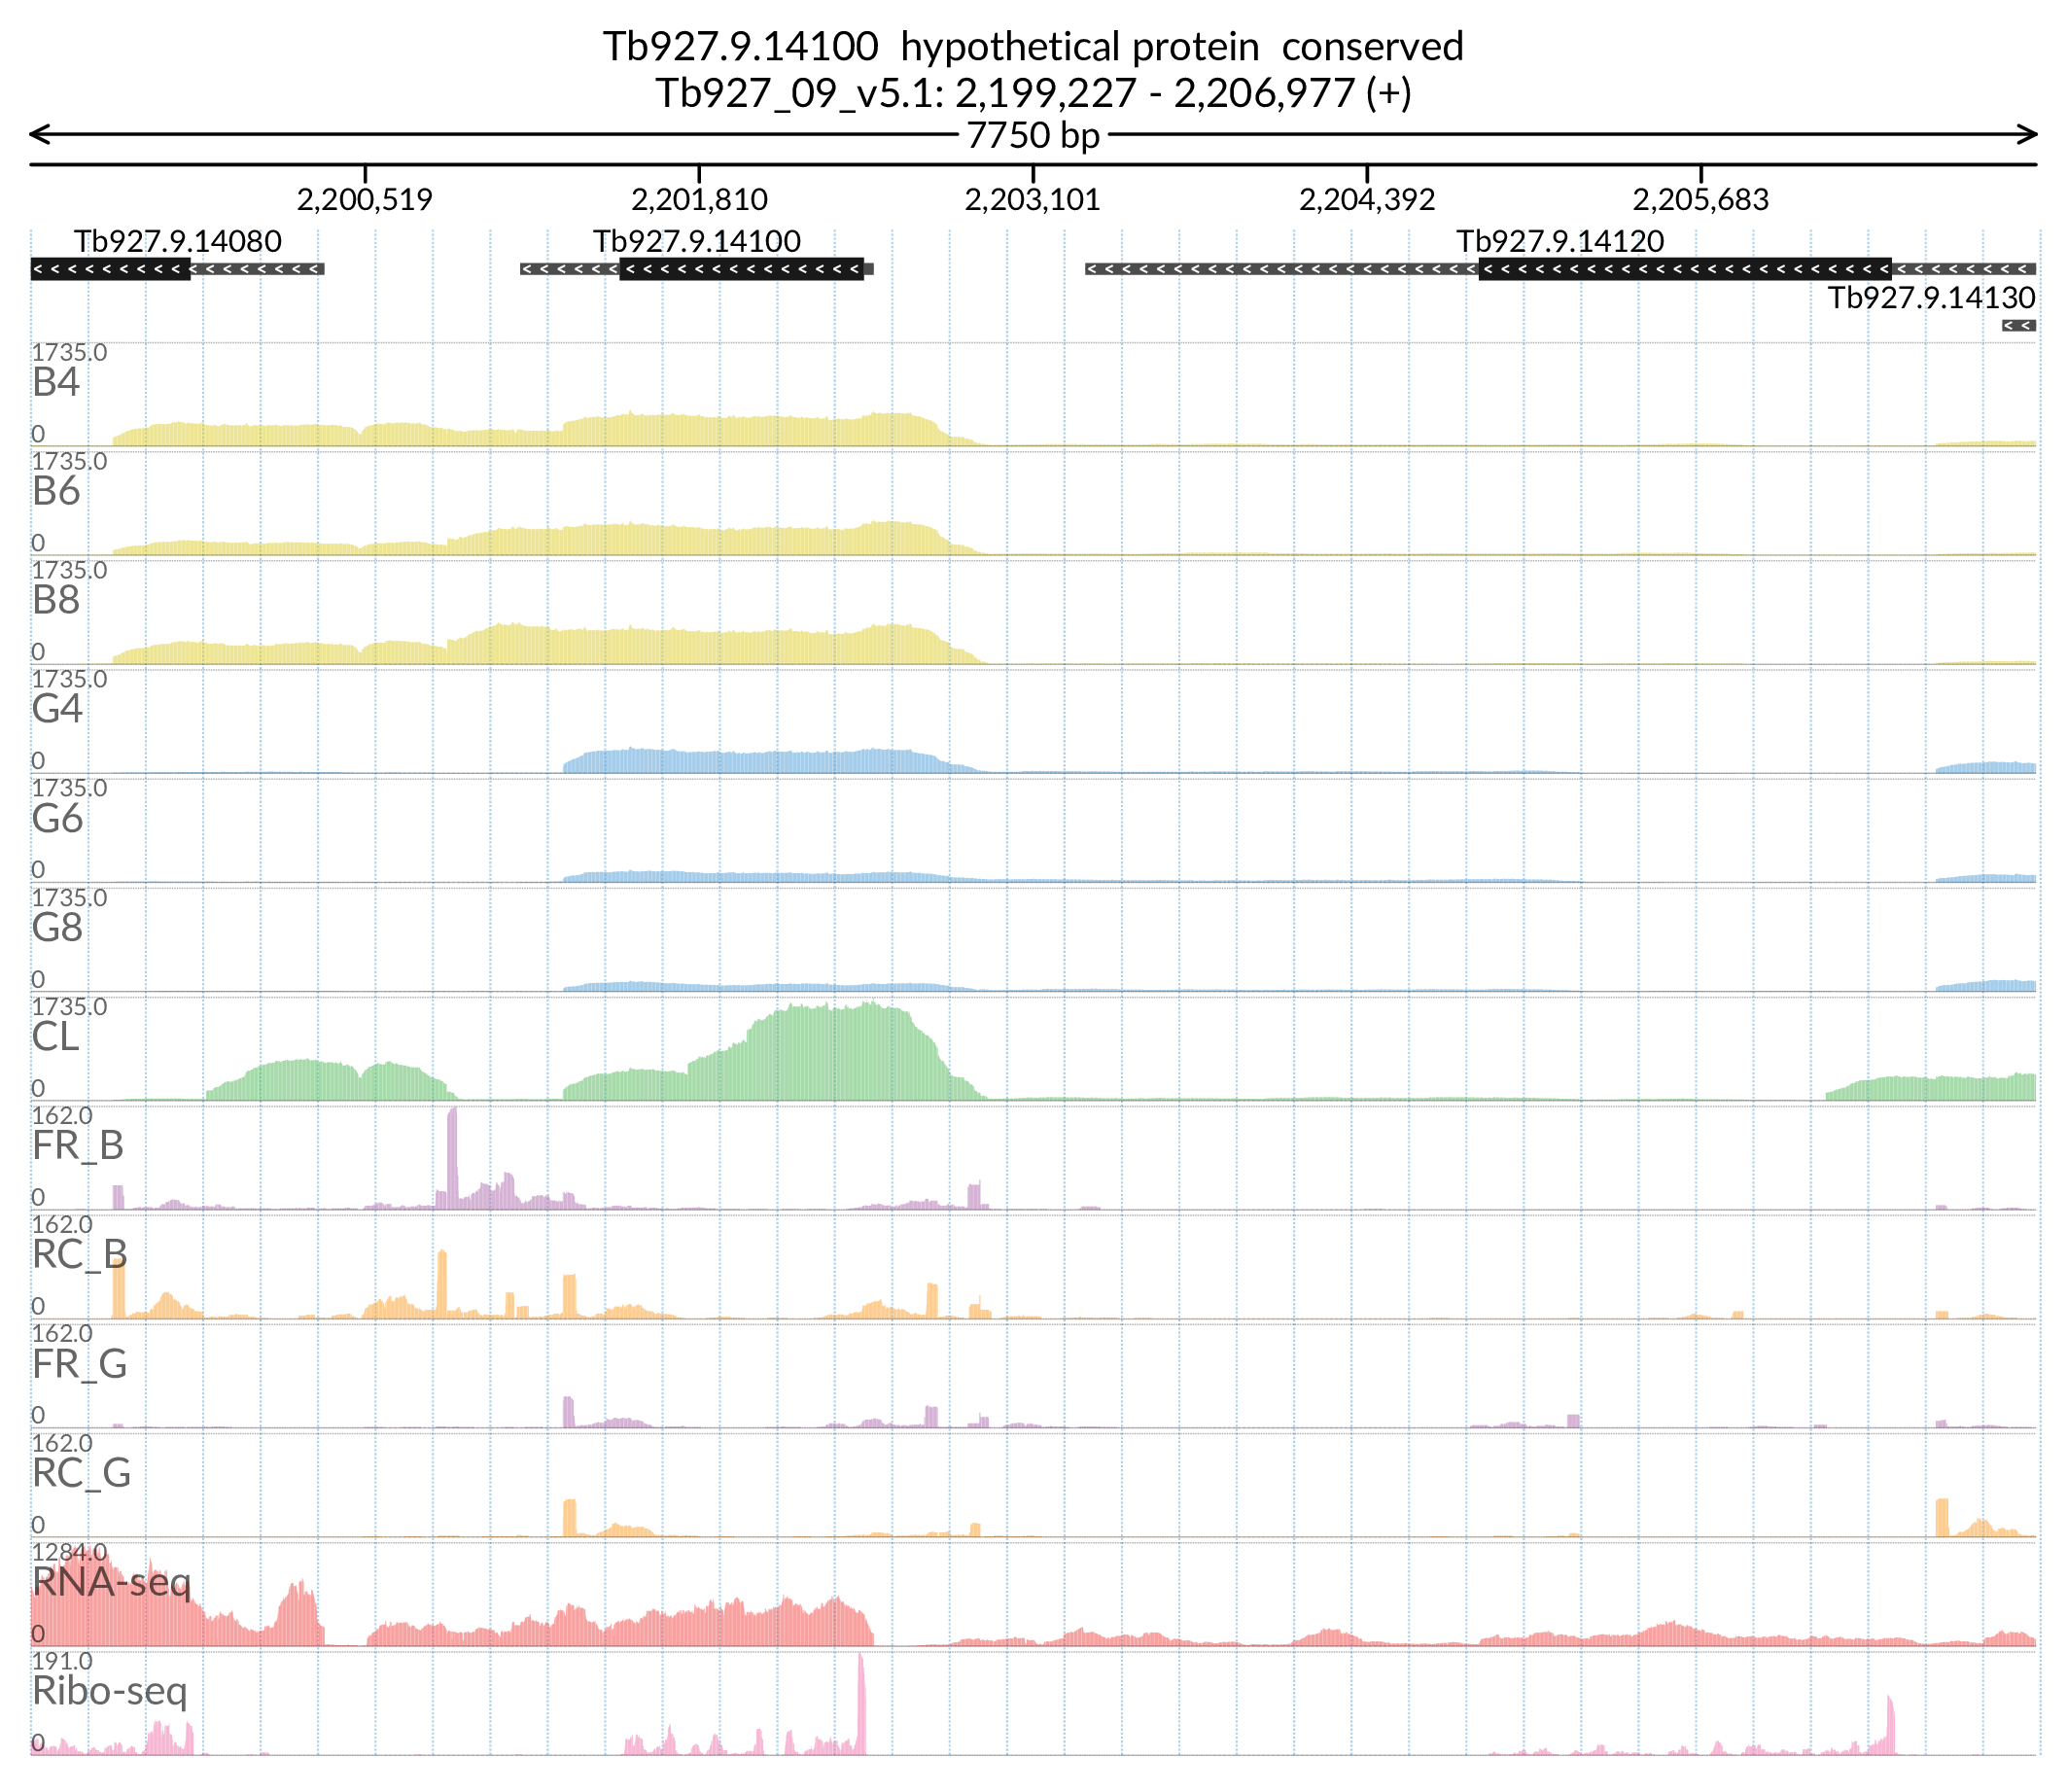 Tb927.9.14100 hypothetical protein conserved
Tb927_09_v5.1: 2,199,227 - 2,206,977 (+)
7750 bp
2,200,519 2,201,810 2,203,101 2,204,392 2,205,683
Tb927.9.14080 Tb927.9.14100 Tb927.9.14120
Tb927.9.14130
1735.0
B4
0
1735.0
B6
0
1735.0
B8
0
1735.0
G4
0
1735.0
G6
0
1735.0
G8
0
1735.0
CL
0
162.0
FR_B
0
162.0
RC_B
0
162.0
FR_G
0
162.0
RC_G
0
1284.0
RNA-seq
0
191.0
Ribo-seq
0